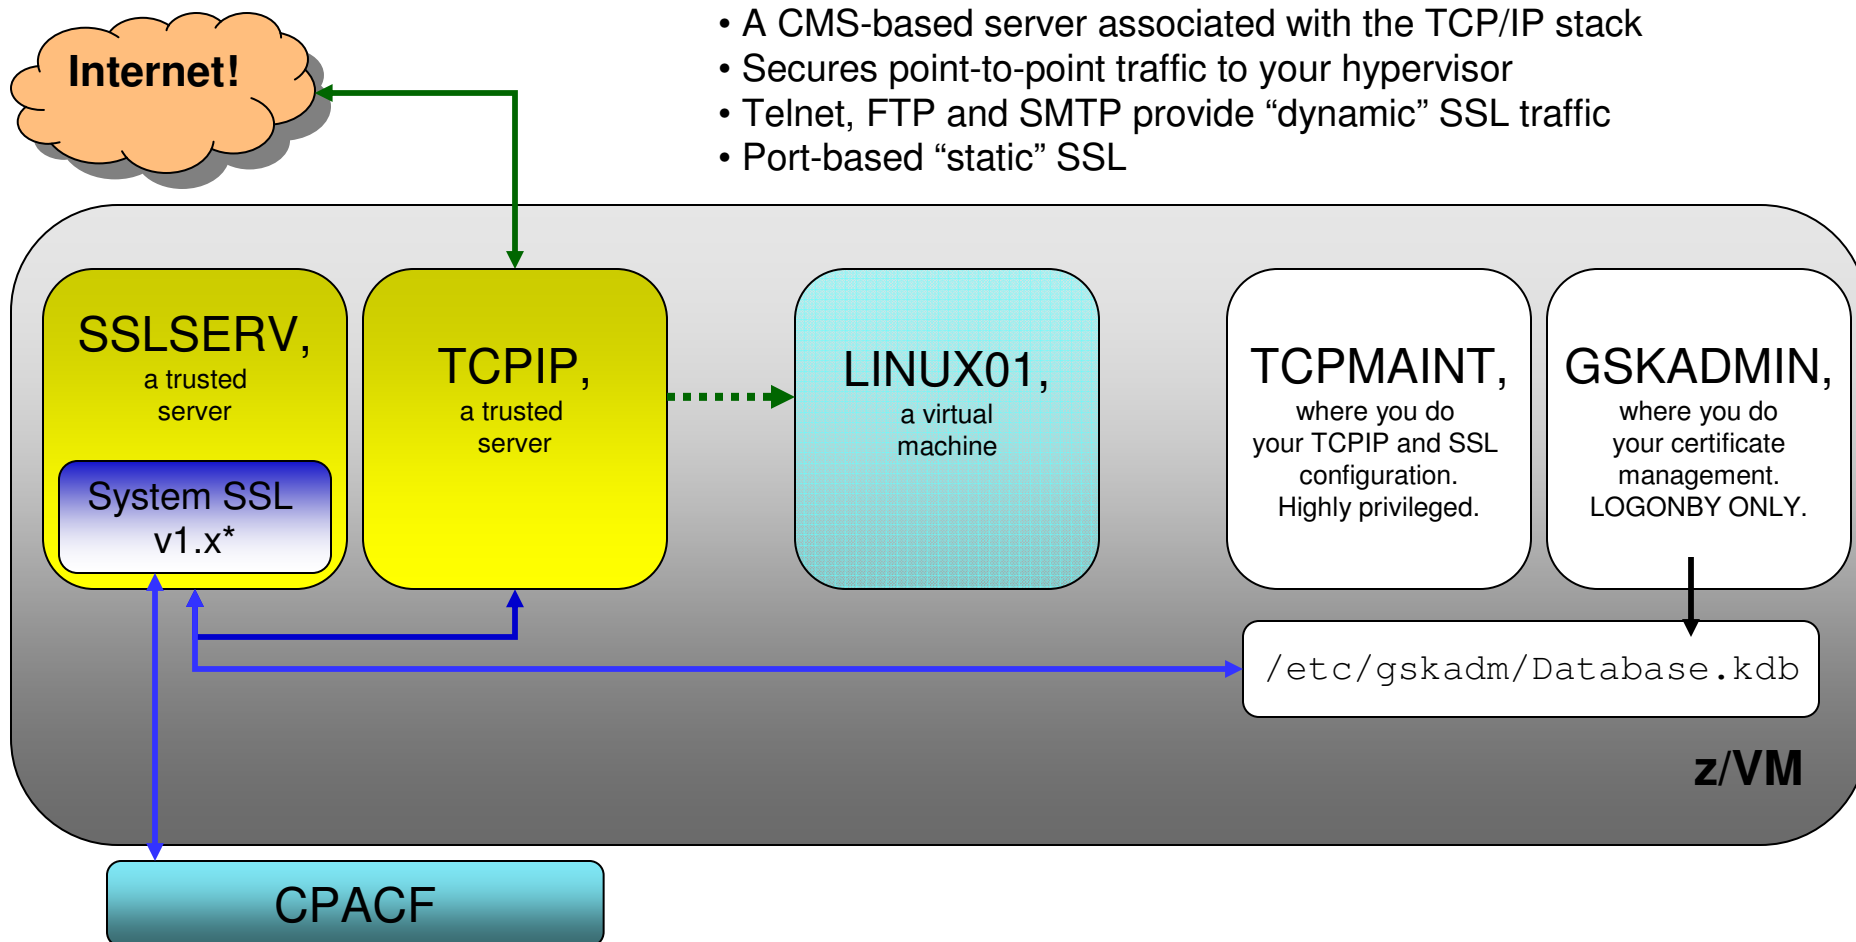 Internet!
• A CMS-based server associated with the TCP/IP stack
• Secures point-to-point traffic to your hypervisor
• Telnet, FTP and SMTP provide “dynamic” SSL traffic
• Port-based “static” SSL
SSLSERV,
a trusted
server
System SSL
v1.x*
TCPIP,
a trusted
server
LINUX01,
a virtual
machine
TCPMAINT,
where you do
your TCPIP and SSL
configuration.
Highly privileged.
GSKADMIN,
where you do
your certificate
management.
LOGONBY ONLY.
/etc/gskadm/Database.kdb
z/VM
CPACF